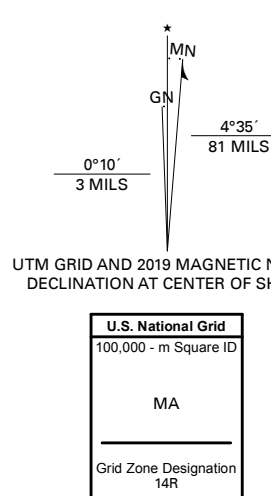 ★
MN
GN
4°35´
81 MILS
0°10´
3 MILS
UTM GRID AND 2019 MAGNETIC
DECLINATION AT CENTER OF
U.S. National Grid
100,000 - m Square ID
MA
Grid Zone Designation
14R